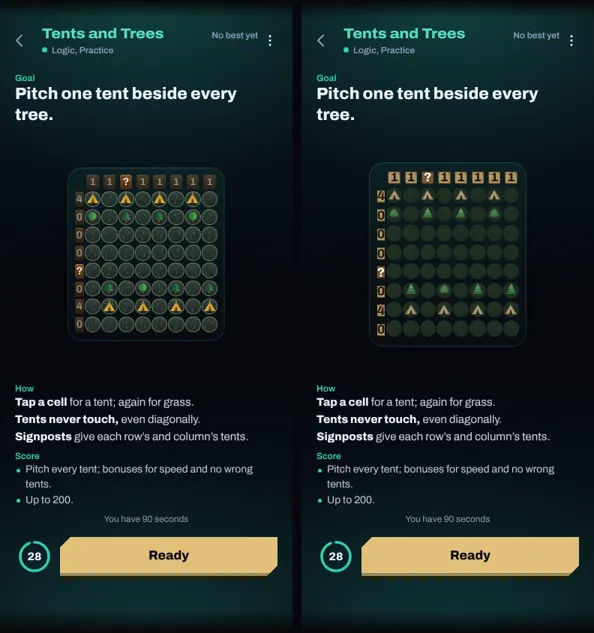 Tents and Trees
No best yet
Logic, Practice
Goal
Pitch one tent beside every
tree.
1 1 ? 1 1 1 1 1
4
0
0
0
?
0
4
0
How
Tap a cell for a tent; again for grass.
Tents never touch, even diagonally.
Signposts give each row's and column's tents.
Score
Pitch every tent; bonuses for speed and no wrong
tents.
Up to 200.
You have 90 seconds
28
Ready
Tents and Trees
No best yet
Logic, Practice
Goal
Pitch one tent beside every
tree.
1 1 ? 1 1 1 1 1
4
0
0
0
?
0
4
0
How
Tap a cell for a tent; again for grass.
Tents never touch, even diagonally.
Signposts give each row's and column's tents.
Score
Pitch every tent; bonuses for speed and no wrong
tents.
Up to 200.
You have 90 seconds
28
Ready